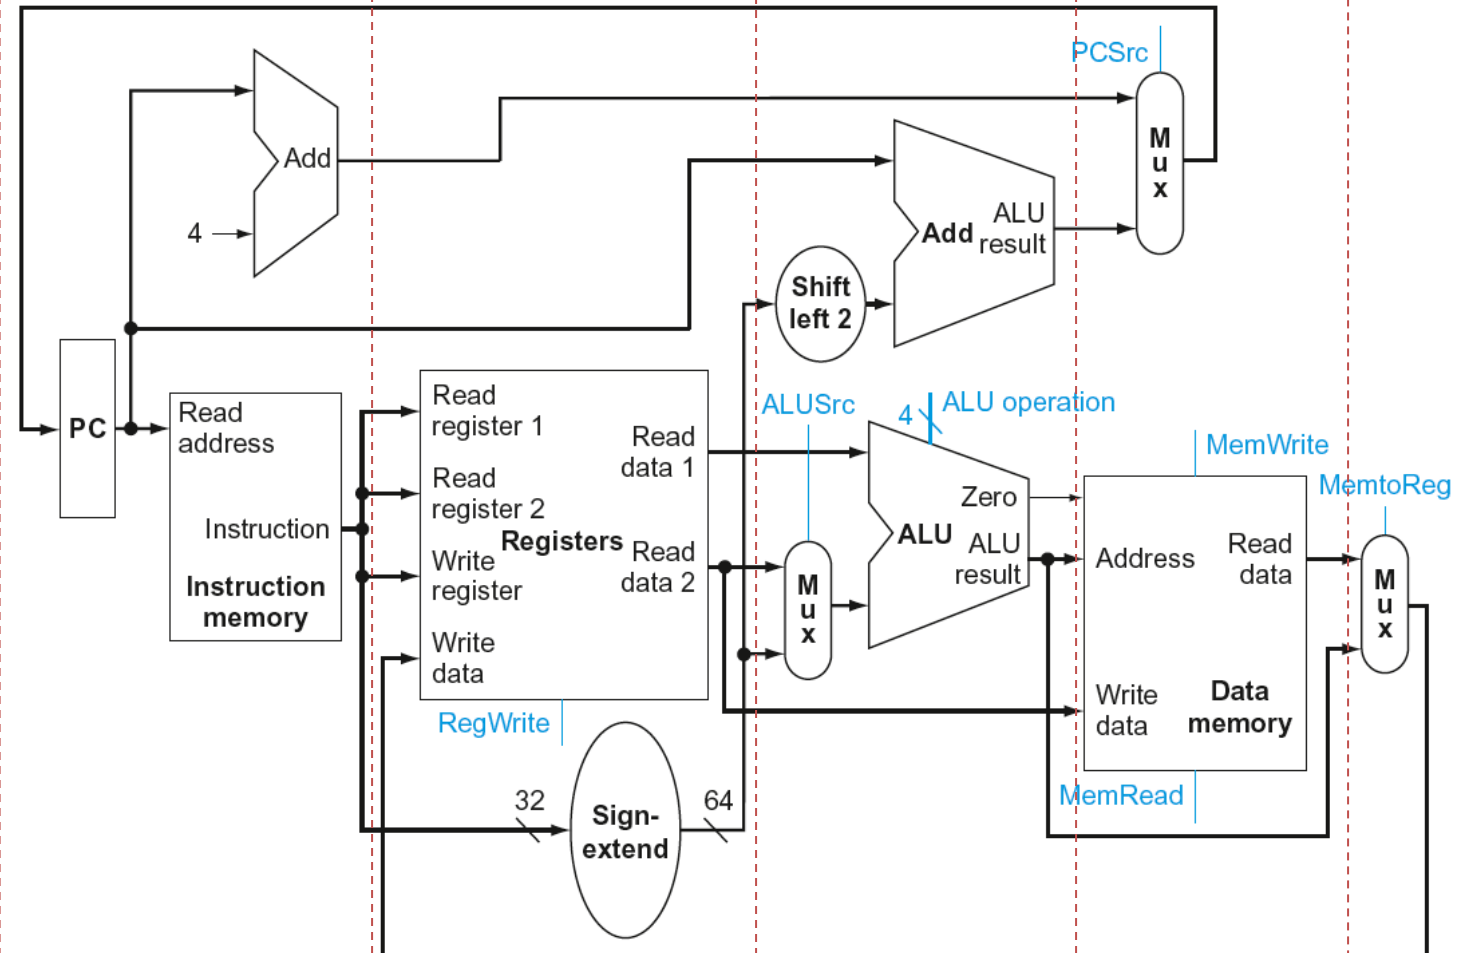 PCSrc
M
u
x
Add
4
ALU
Add result
Shift
left 2
PC
Read
address
Instruction
Instruction
memory
Read
register 1
Read
data 1
Read
register 2
Registers
Write
register
Read
data 2
Write
data
RegWrite
32
Sign-
extend
64
ALUSrc
M
u
x
4
ALU operation
Zero
ALU
ALU
result
MemWrite
Address
Read
data
Write
data
Data
memory
MemRead
MemtoReg
M
u
x